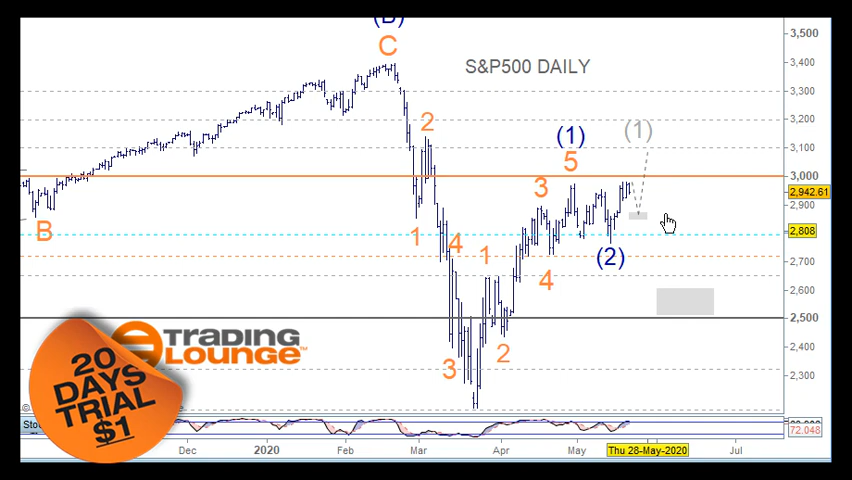 (B)
C
S&P500 DAILY
3,500
3,400
3,300
3,200
3,100
3,000
2,942.61
2,900
2,808
2,700
2,600
2,500
2,400
2,300
2
(1)
(1)
5
3
B
1
4
1
4
(2)
3
2
TRADING
LOUNGE™
20
DAYS
TRIAL
$1
Sto
72.048
Dec
2020
Feb
Mar
Apr
May
Thu 28-May-2020
Jul